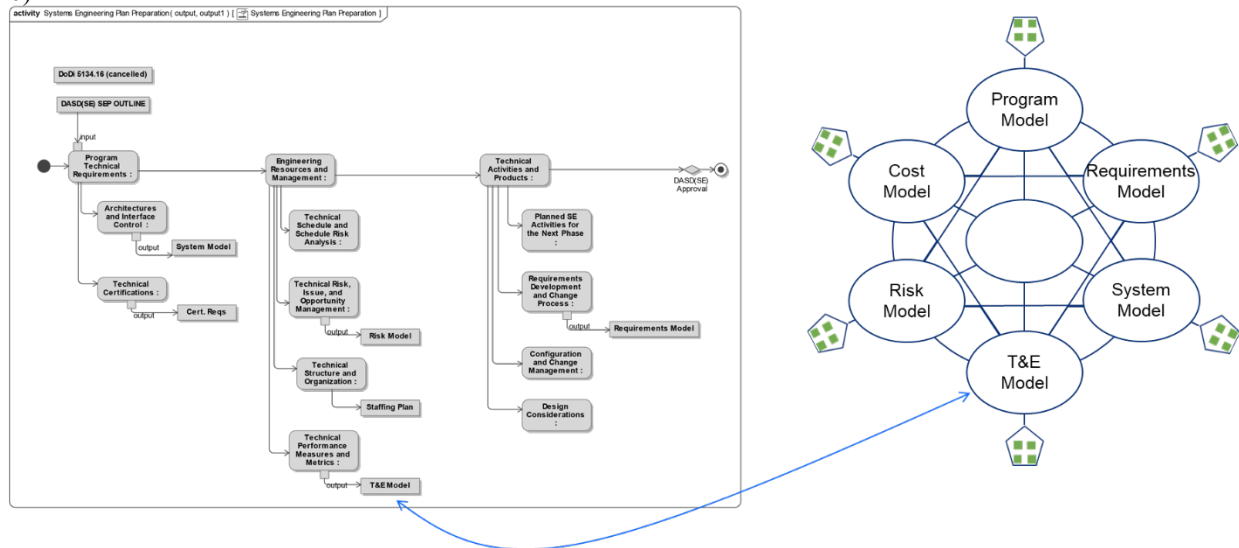 activity Systems Engineering Plan Preparation( output, output1 ) [ Systems Engineering Plan Preparation ]
DoDi 5134.16 (cancelled)
DASD(SE) SEP OUTLINE
input
Program
Technical
Requirements :
Architectures
and Interface
Control :
output
System Model
Technical
Certifications :
output
Cert. Reqs
Engineering
Resources and
Management :
Technical
Schedule and
Schedule Risk
Analysis :
Technical Risk,
Issue, and
Opportunity
Management :
output
Risk Model
Technical
Structure and
Organization :
Staffing Plan
Technical
Performance
Measures and
Metrics :
output
T&E Model
Technical
Activities and
Products :
Planned SE
Activities for
the Next Phase
:
Requirements
Development
and Change
Process :
output
Requirements Model
Configuration
and Change
Management :
Design
Considerations
:
DASD(SE)
Approval
Program
Model
Cost
Model
Requirements
Model
Risk
Model
System
Model
T&E
Model